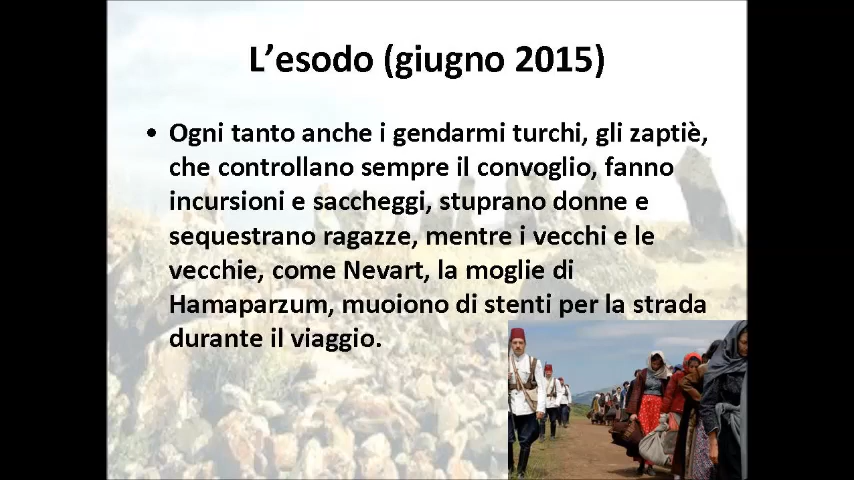 L'esodo (giugno 2015)
• Ogni tanto anche i gendarmi turchi, gli zaptiè,
che controllano sempre il convoglio, fanno
incursioni e saccheggi, stuprano donne e
sequestrano ragazze, mentre i vecchi e le
vecchie, come Nevart, la moglie di
Hamaparzum, muoiono di stenti per la strada
durante il viaggio.